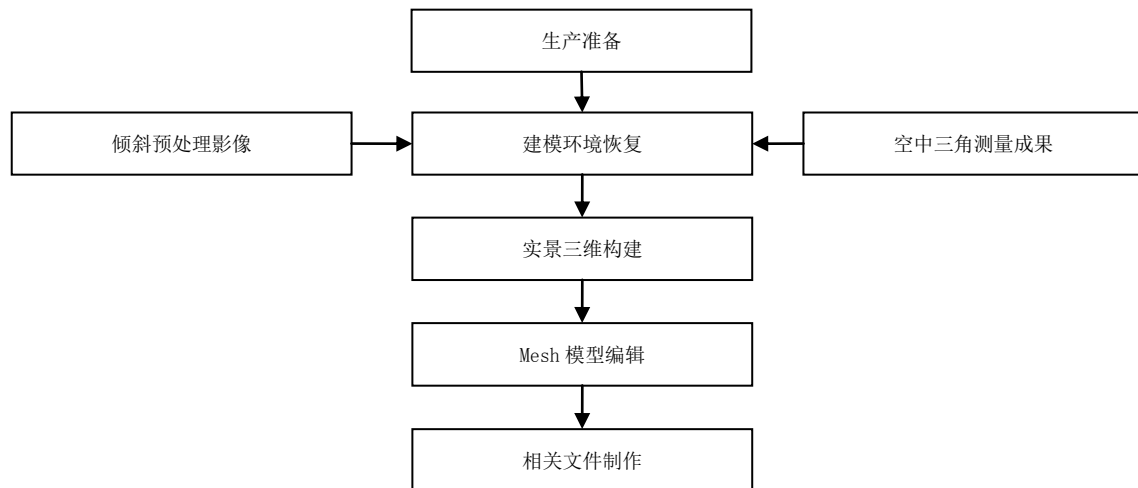 生产准备
倾斜预处理影像
建模环境恢复
空中三角测量成果
实景三维构建
Mesh 模型编辑
相关文件制作